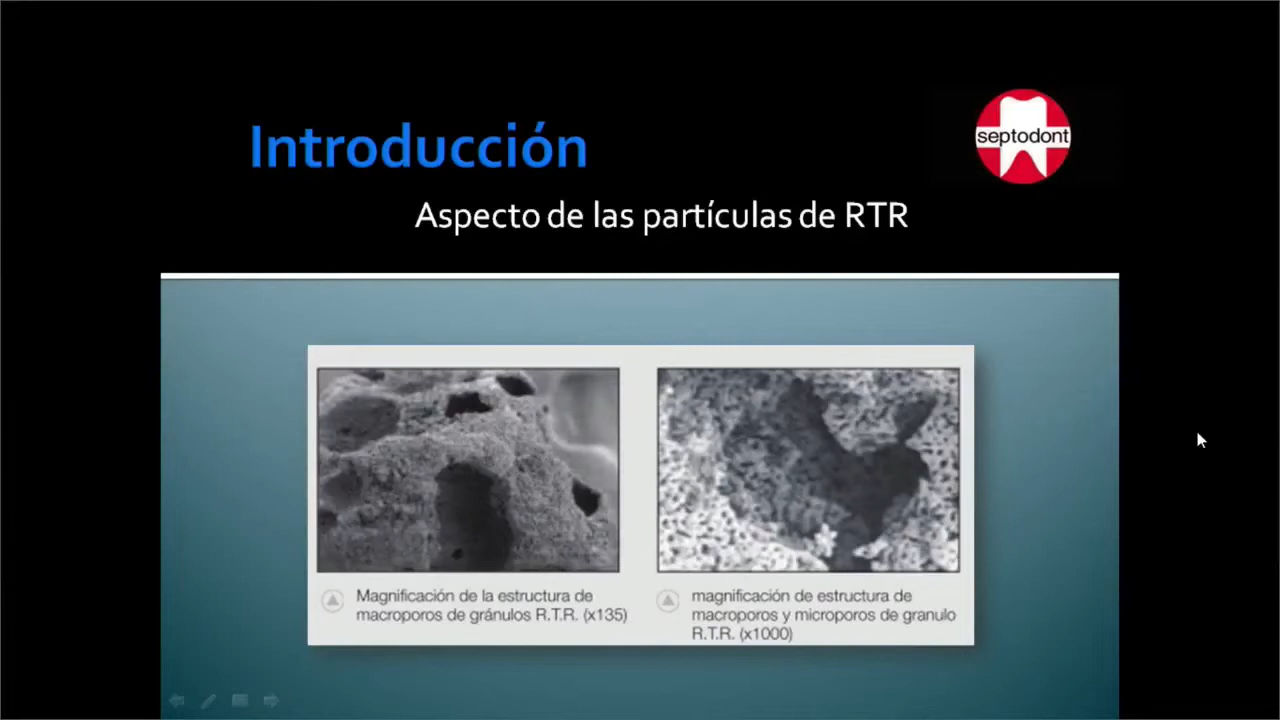 Introducción
septodont
Aspecto de las partículas de RTR
Magnificación de la estructura de
macroporos de gránulos R.T.R. (x135)
magnificación de estructura de
macroporos y microporos de granulo
R.T.R. (x1000)